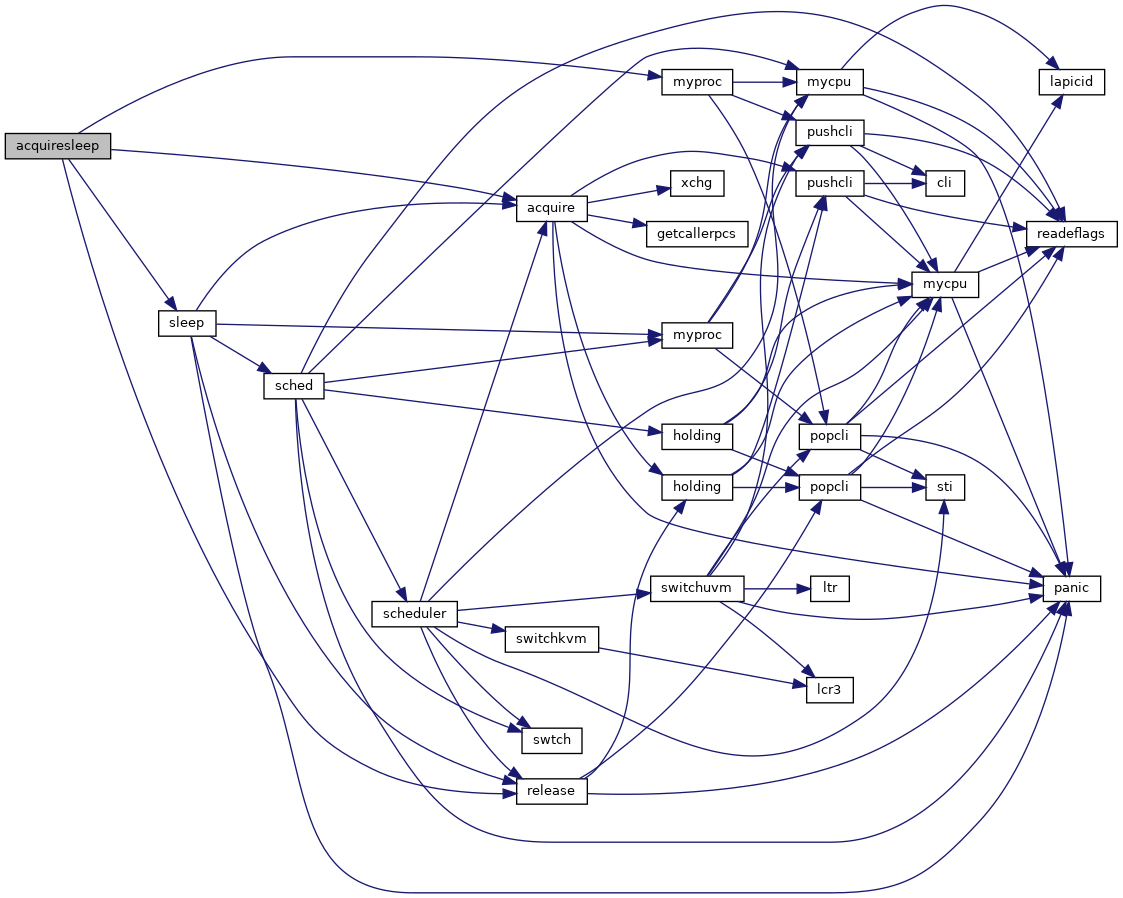 acquiresleep
sleep
sched
scheduler
acquire
switchkvm
swtch
release
myproc
xchg
getcallerpcs
myproc
holding
holding
switchuvm
mycpu
pushcli
pushcli
popcli
popcli
ltr
lcr3
cli
mycpu
sti
lapicid
readeflags
panic